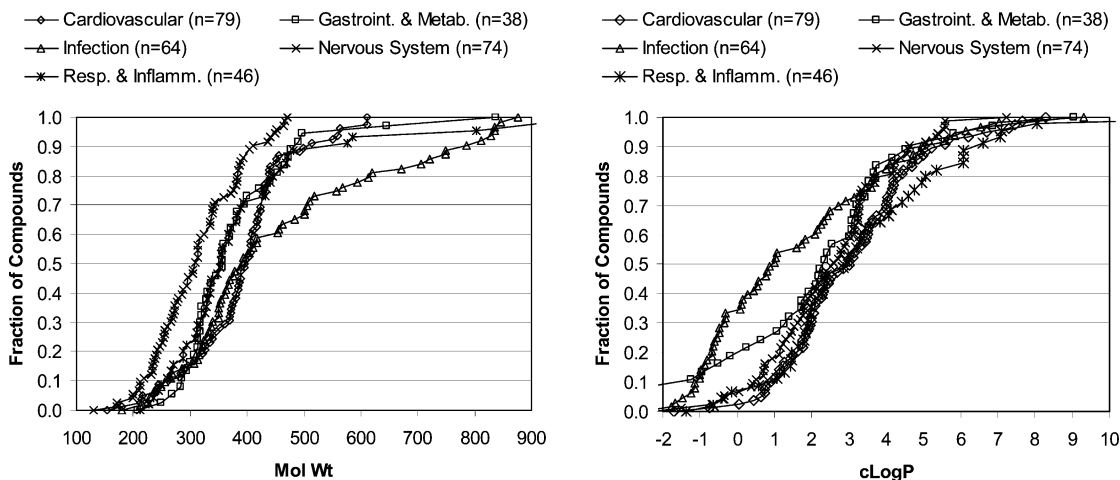 Cardiovascular (n=79) Gastroint. & Metab. (n=38)
Infection (n=64) Nervous System (n=74)
Resp. & Inflamm. (n=46)
Fraction of Compounds
1.0
0.9
0.8
0.7
0.6
0.5
0.4
0.3
0.2
0.1
0.0
100 200 300 400 500 600 700 800 900
Mol Wt
Cardiovascular (n=79) Gastroint. & Metab. (n=38)
Infection (n=64) Nervous System (n=74)
Resp. & Inflamm. (n=46)
Fraction of Compounds
1.0
0.9
0.8
0.7
0.6
0.5
0.4
0.3
0.2
0.1
0.0
-2 -1 0 1 2 3 4 5 6 7 8 9 10
cLogP